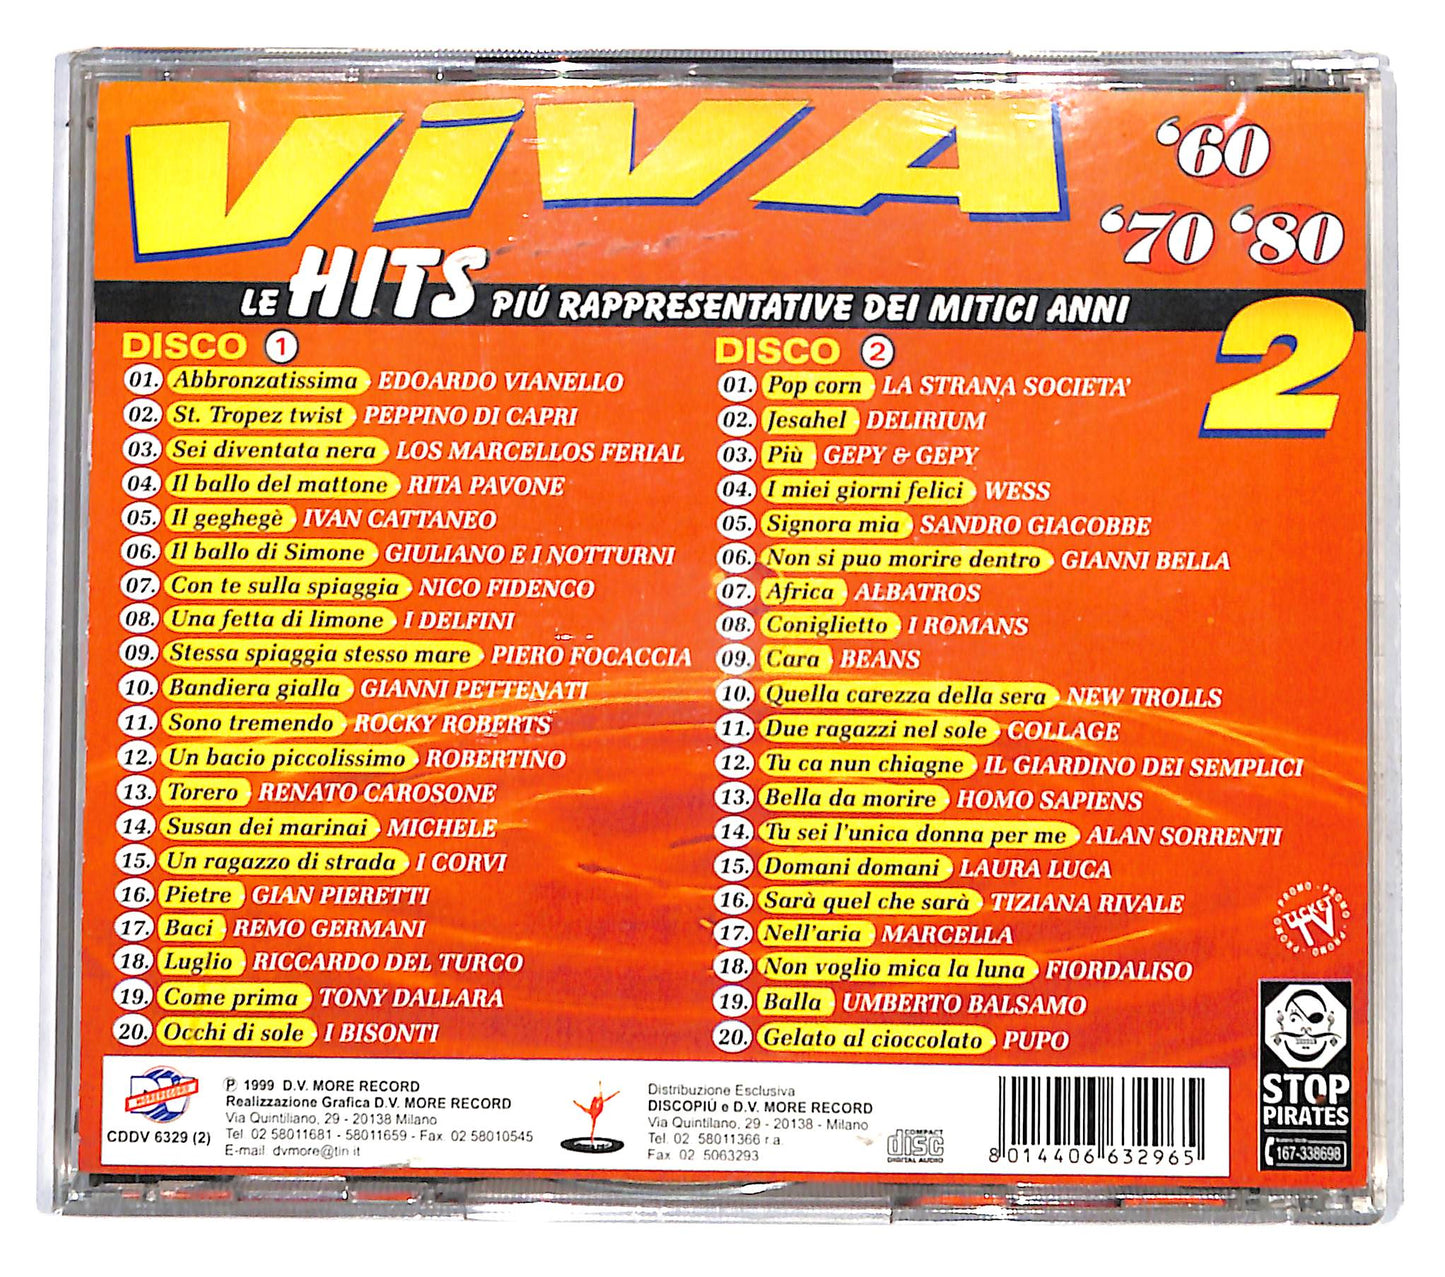 ViVA
'60
'70 '80
LE HITS PIÚ RAPPRESENTATIVE DEI MITICI ANNI
2
DISCO 1
01. Abbronzatissima EDOARDO VIANELLO
02. St. Tropez twist PEPPINO DI CAPRI
03. Sei diventata nera LOS MARCELLOS FERIAL
04. Il ballo del mattone RITA PAVONE
05. Il geghegè IVAN CATTANEO
06. Il ballo di Simone GIULIANO E I NOTTURNI
07. Con te sulla spiaggia NICO FIDENCO
08. Una fetta di limone I DELFINI
09. Stessa spiaggia stesso mare PIERO FOCACCIA
10. Bandiera gialla GIANNI PETTENATI
11. Sono tremendo ROCKY ROBERTS
12. Un bacio piccolissimo ROBERTINO
13. Torero RENATO CAROSONE
14. Susan dei marinai MICHELE
15. Un ragazzo di strada I CORVI
16. Pietre GIAN PIERETTI
17. Baci REMO GERMANI
18. Luglio RICCARDO DEL TURCO
19. Come prima TONY DALLARA
20. Occhi di sole I BISONTI
DISCO 2
01. Pop corn LA STRANA SOCIETA'
02. Jesahel DELIRIUM
03. Più GEPY & GEPY
04. I miei giorni felici WESS
05. Signora mia SANDRO GIACOBBE
06. Non si puo morire dentro GIANNI BELLA
07. Africa ALBATROS
08. Coniglietto I ROMANS
09. Cara BEANS
10. Quella carezza della sera NEW TROLLS
11. Due ragazzi nel sole COLLAGE
12. Tu ca nun chiagne IL GIARDINO DEI SEMPLICI
13. Bella da morire HOMO SAPIENS
14. Tu sei l'unica donna per me ALAN SORRENTI
15. Domani domani LAURA LUCA
16. Sarà quel che sarà TIZIANA RIVALE
17. Nell'aria MARCELLA
18. Non voglio mica la luna FIORDALISO
19. Balla UMBERTO BALSAMO
20. Gelato al cioccolato PUPO
PROMO - PROMO - PROMO - PROMO
TICKET
TV
STOP
PIRATES
167-338698
CDDV 6329 (2)
℗ 1999 D.V. MORE RECORD
Realizzazione Grafica D.V. MORE RECORD
Via Quintiliano, 29 - 20138 Milano
Tel. 02 58011681 - 58011659 - Fax 02 58010545
E-mail dvmore@tin.it
Distribuzione Esclusiva
DISCOPIÚ e D.V. MORE RECORD
Via Quintilano, 29 - 20138 - Milano
Tel. 02 58011366 r.a.
Fax 02 5063293
COMPACT
disc
DIGITAL AUDIO
8 014406 632965